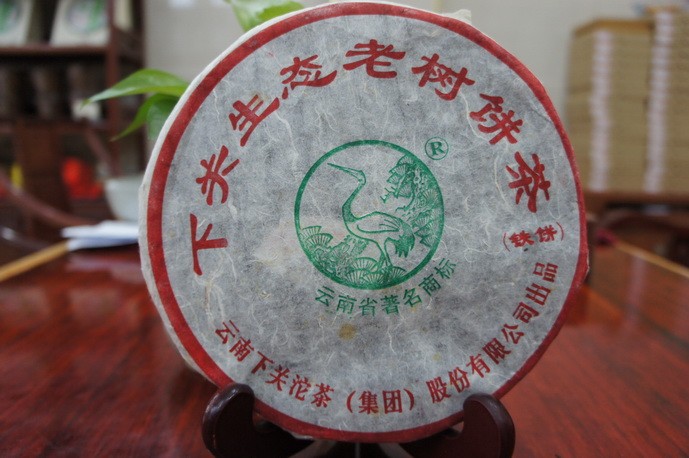 下关生态老树饼茶
（铁饼）
®
云南省著名商标
云南下关沱茶（集团）股份有限公司出品